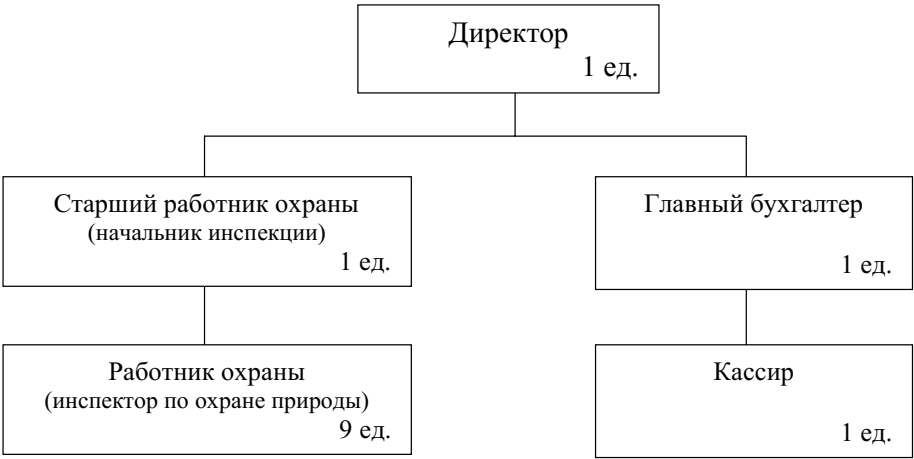 Директор
1 ед.
Старший работник охраны
(начальник инспекции)
1 ед.
Главный бухгалтер
1 ед.
Работник охраны
(инспектор по охране природы)
9 ед.
Кассир
1 ед.